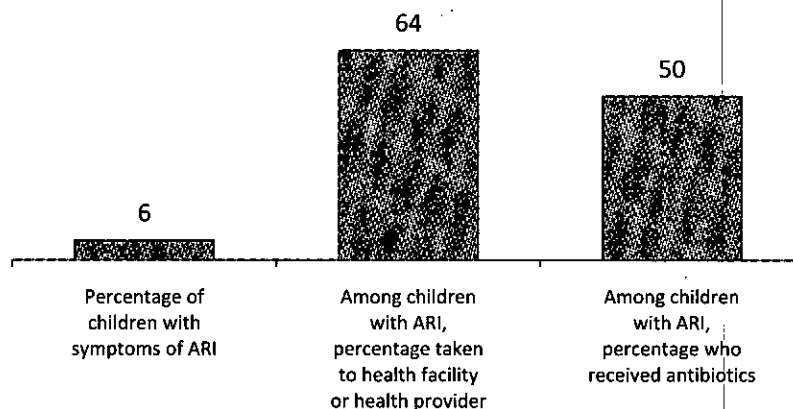 64
50
6
Percentage of
children with
symptoms of ARI
Among children
with ARI,
percentage taken
to health facility
or health provider
Among children
with ARI,
percentage who
received antibiotics